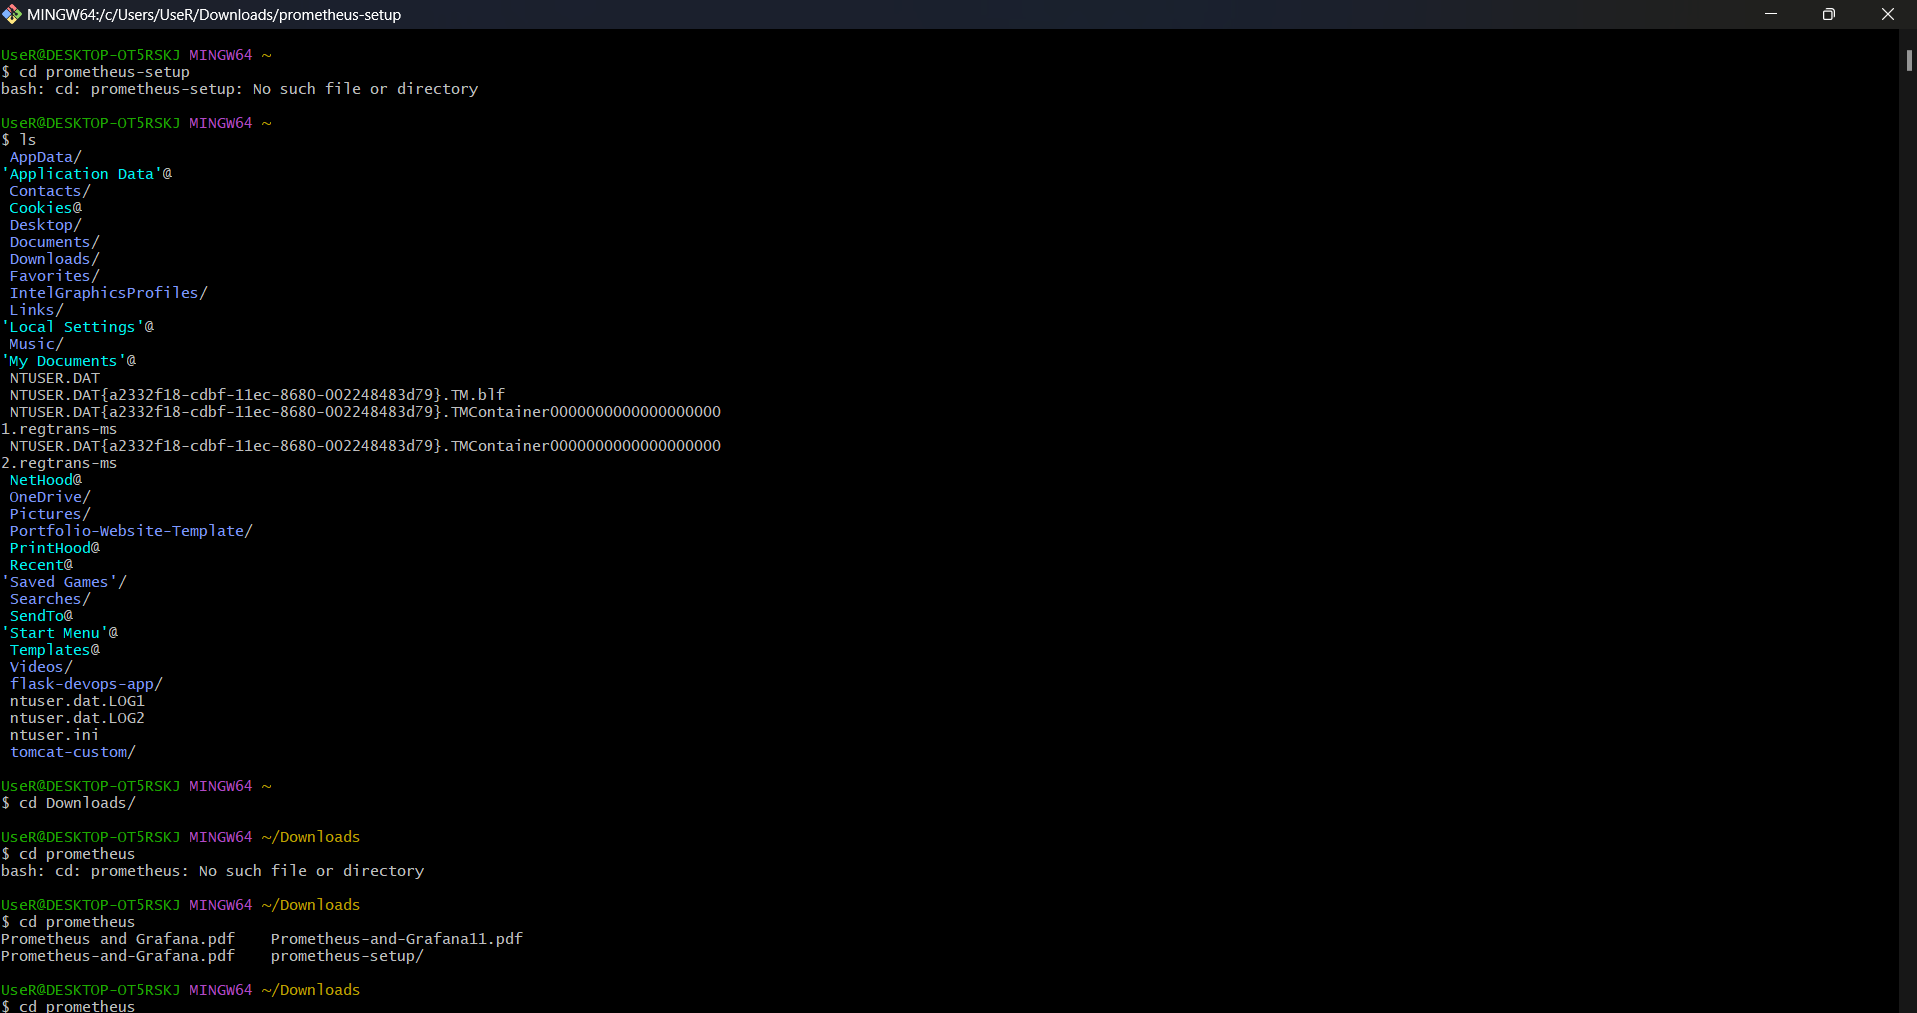 MINGW64:/c/Users/UseR/Downloads/prometheus-setup
UseR@DESKTOP-OT5RSKJ MINGW64 ~
$ cd prometheus-setup
bash: cd: prometheus-setup: No such file or directory
UseR@DESKTOP-OT5RSKJ MINGW64 ~
$ ls
AppData/
'Application Data'@
Contacts/
Cookies@
Desktop/
Documents/
Downloads/
Favorites/
IntelGraphicsProfiles/
Links/
'Local Settings'@
Music/
'My Documents'@
NTUSER.DAT
NTUSER.DAT{a2332f18-cdbf-11ec-8680-002248483d79}.TM.blf
NTUSER.DAT{a2332f18-cdbf-11ec-8680-002248483d79}.TMContainer0000000000000000000
1.regtrans-ms
NTUSER.DAT{a2332f18-cdbf-11ec-8680-002248483d79}.TMContainer0000000000000000000
2.regtrans-ms
NetHood@
OneDrive/
Pictures/
Portfolio-Website-Template/
PrintHood@
Recent@
'Saved Games'/
Searches/
SendTo@
'Start Menu'@
Templates@
Videos/
flask-devops-app/
ntuser.dat.LOG1
ntuser.dat.LOG2
ntuser.ini
tomcat-custom/
UseR@DESKTOP-OT5RSKJ MINGW64 ~
$ cd Downloads/
UseR@DESKTOP-OT5RSKJ MINGW64 ~/Downloads
$ cd prometheus
bash: cd: prometheus: No such file or directory
UseR@DESKTOP-OT5RSKJ MINGW64 ~/Downloads
$ cd prometheus
Prometheus and Grafana.pdf    Prometheus-and-Grafana11.pdf
Prometheus-and-Grafana.pdf    prometheus-setup/
UseR@DESKTOP-OT5RSKJ MINGW64 ~/Downloads
$ cd prometheus